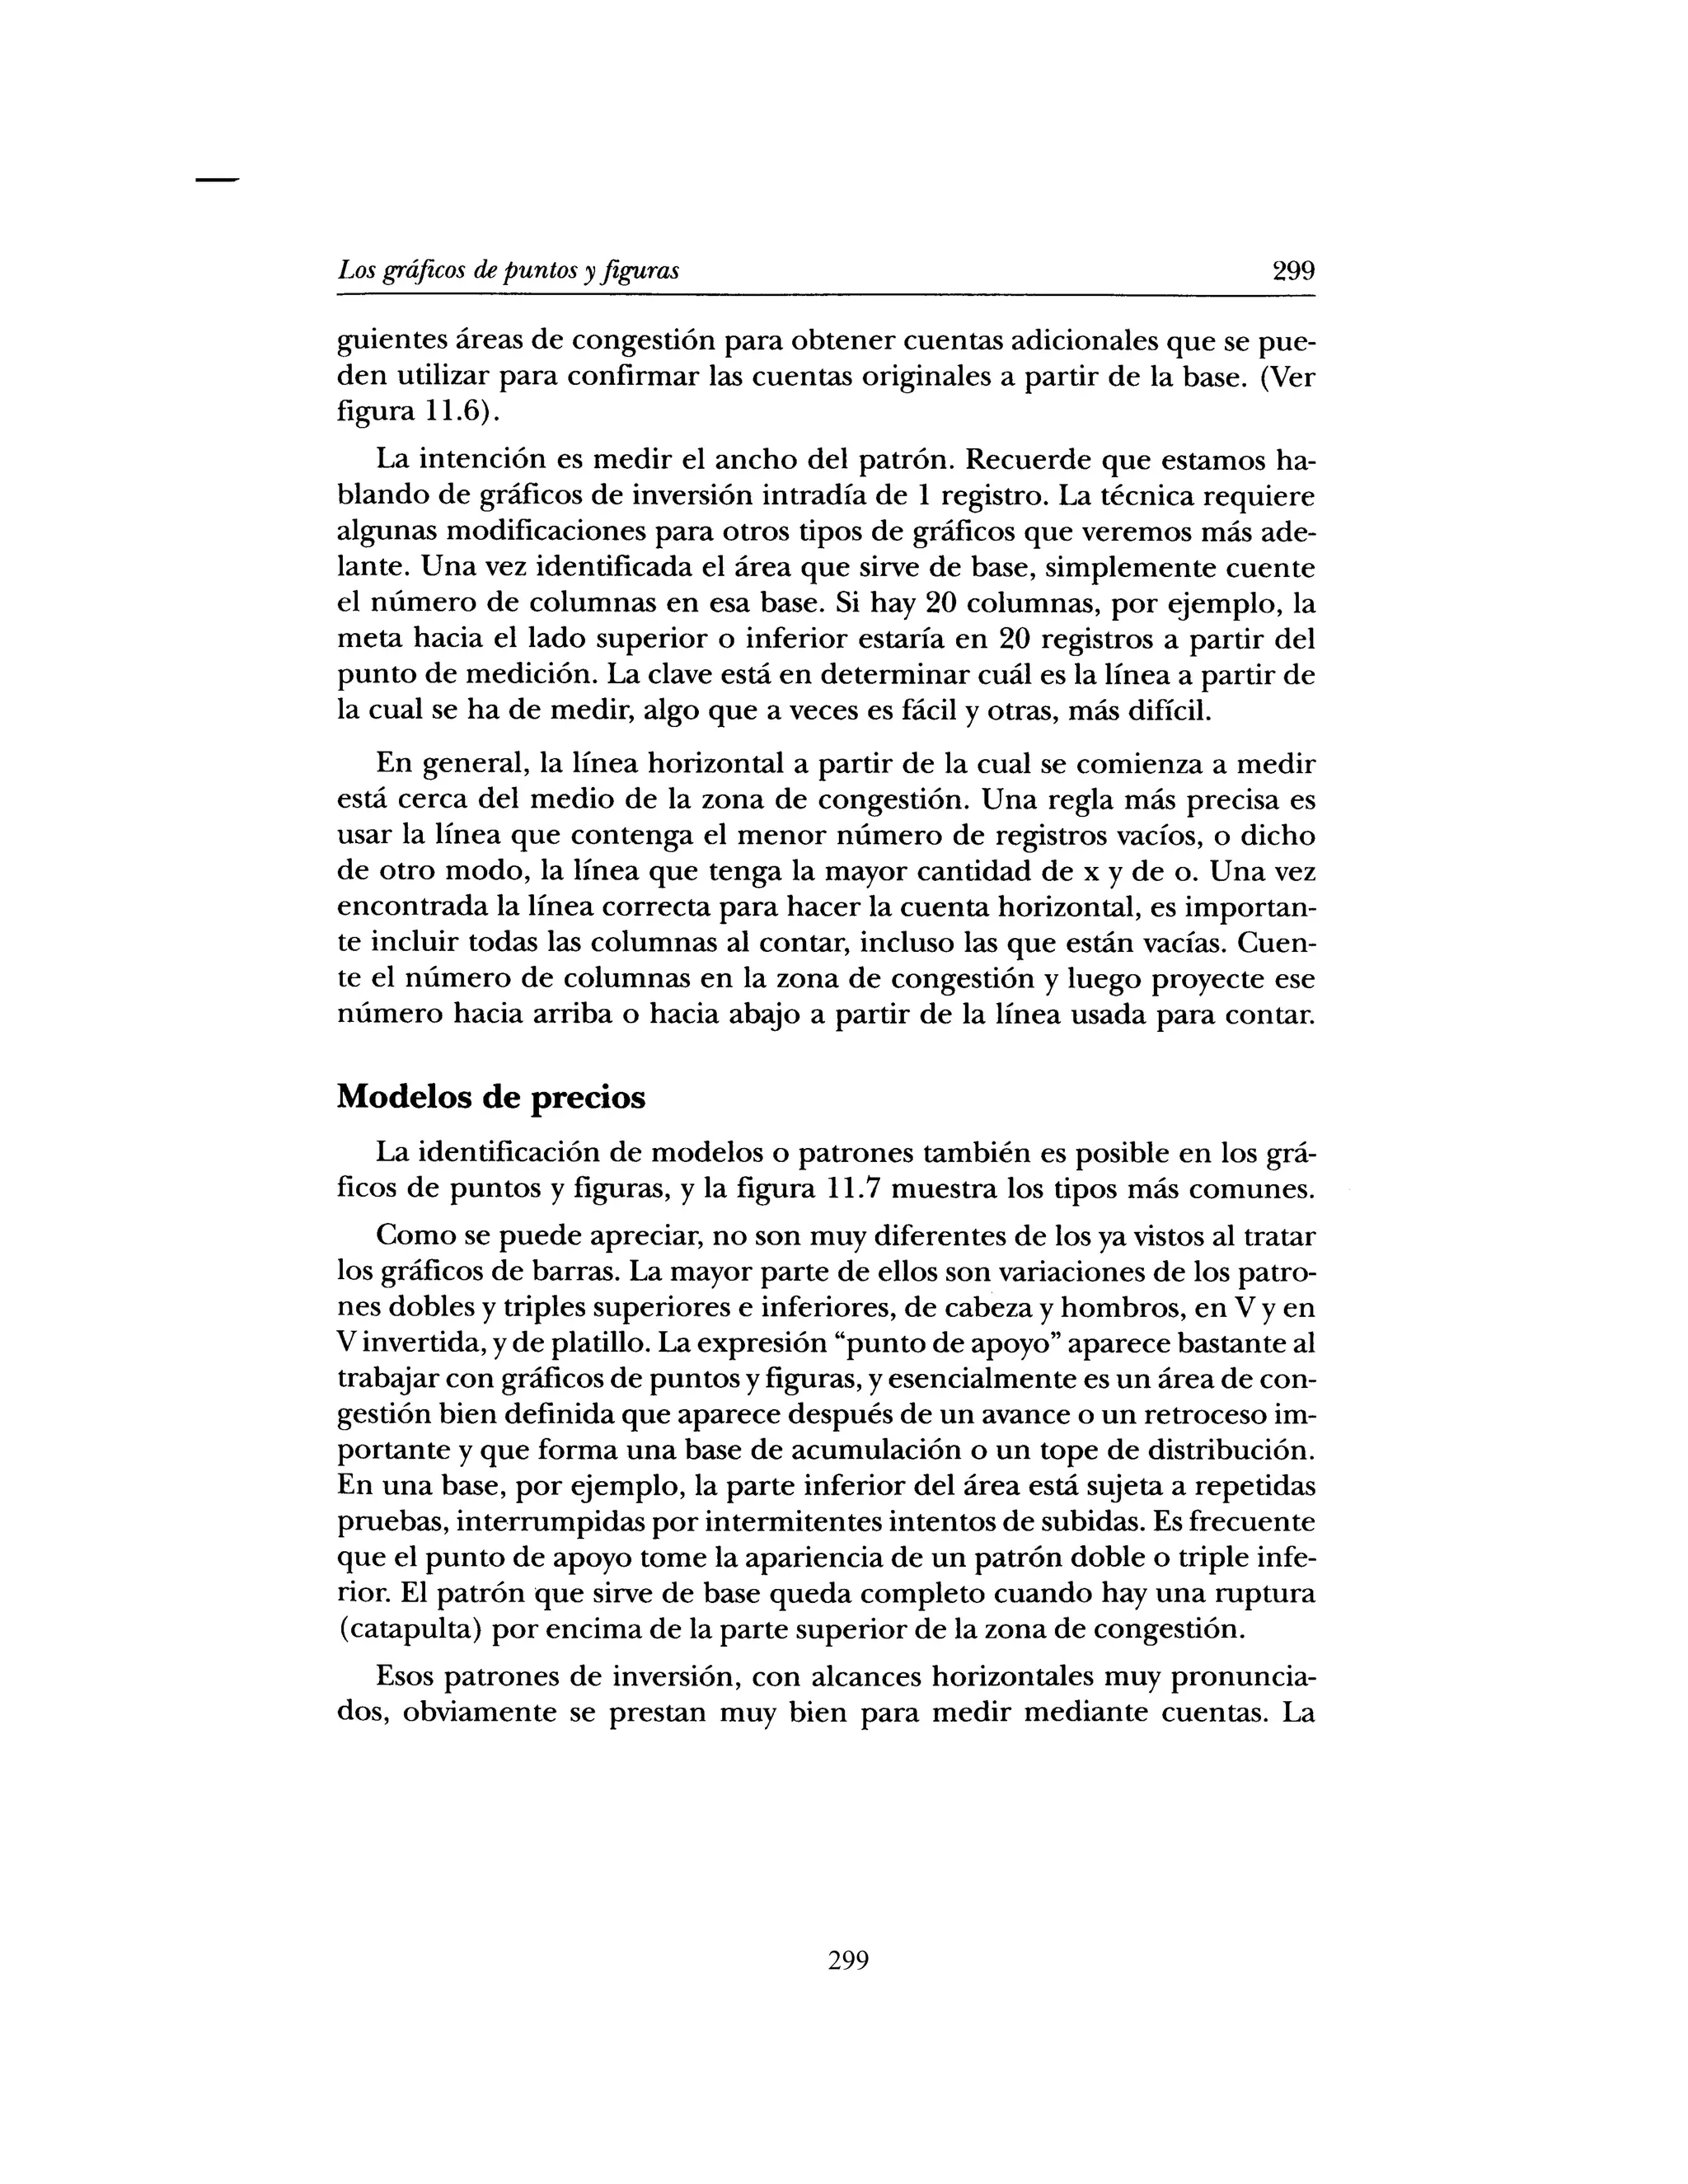 Los gráficos de puntos y figuras 299
guientes áreas de congestión para obtener cuentas adicionales que se pue-
den utilizar para confirmar las cuentas originales a partir de la base. (Ver
figura 11.6).
La intención es medir el ancho del patrón. Recuerde que estamos ha-
blando de gráficos de inversión intradía de 1 registro. La técnica requiere
algunas modificaciones para otros tipos de gráficos que veremos más ade-
lante. Una vez identificada el área que sirve de base, simplemente cuente
el número de columnas en esa base. Si hay 20 columnas, por ejemplo, la
meta hacia el lado superior o inferior estaría en 20 registros a partir del
punto de medición. La clave está en determinar cuál es la línea a partir de
la cual se ha de medir, algo que a veces es fácil y otras, más difícil.
En general, la línea horizontal a partir de la cual se comienza a medir
está cerca del medio de la zona de congestión. Una regla más precisa es
usar la línea que contenga el menor número de registros vacíos, o dicho
de otro modo, la línea que tenga la mayor cantidad de x y de o. Una vez
encontrada la línea correcta para hacer la cuenta horizontal, es importan-
te incluir todas las columnas al contar, incluso las que están vacías. Cuen-
te el número de columnas en la zona de congestión y luego proyecte ese
número hacia arriba o hacia abajo a partir de la línea usada para contar.
Modelos de precios
La identificación de modelos o patrones también es posible en los grá-
ficos de puntos y figuras, y la figura 11.7 muestra los tipos más comunes.
Como se puede apreciar, no son muy diferentes de los ya vistos al tratar
los gráficos de barras. La mayor parte de ellos son variaciones de los patro-
nes dobles y triples superiores e inferiores, de cabeza y hombros, en V y en
V invertida, y de platillo. La expresión “punto de apoyo” aparece bastante al
trabajar con gráficos de puntos y figuras, y esencialmente es un área de con-
gestión bien definida que aparece después de un avance o un retroceso im-
portante y que forma una base de acumulación o un tope de distribución.
En una base, por ejemplo, la parte inferior del área está sujeta a repetidas
pruebas, interrumpidas por intermitentes intentos de subidas. Es frecuente
que el punto de apoyo tome la apariencia de un patrón doble o triple infe-
rior. El patrón que sirve de base queda completo cuando hay una ruptura
(catapulta) por encima de la parte superior de la zona de congestión.
Esos patrones de inversión, con alcances horizontales muy pronuncia-
dos, obviamente se prestan muy bien para medir mediante cuentas. La
299